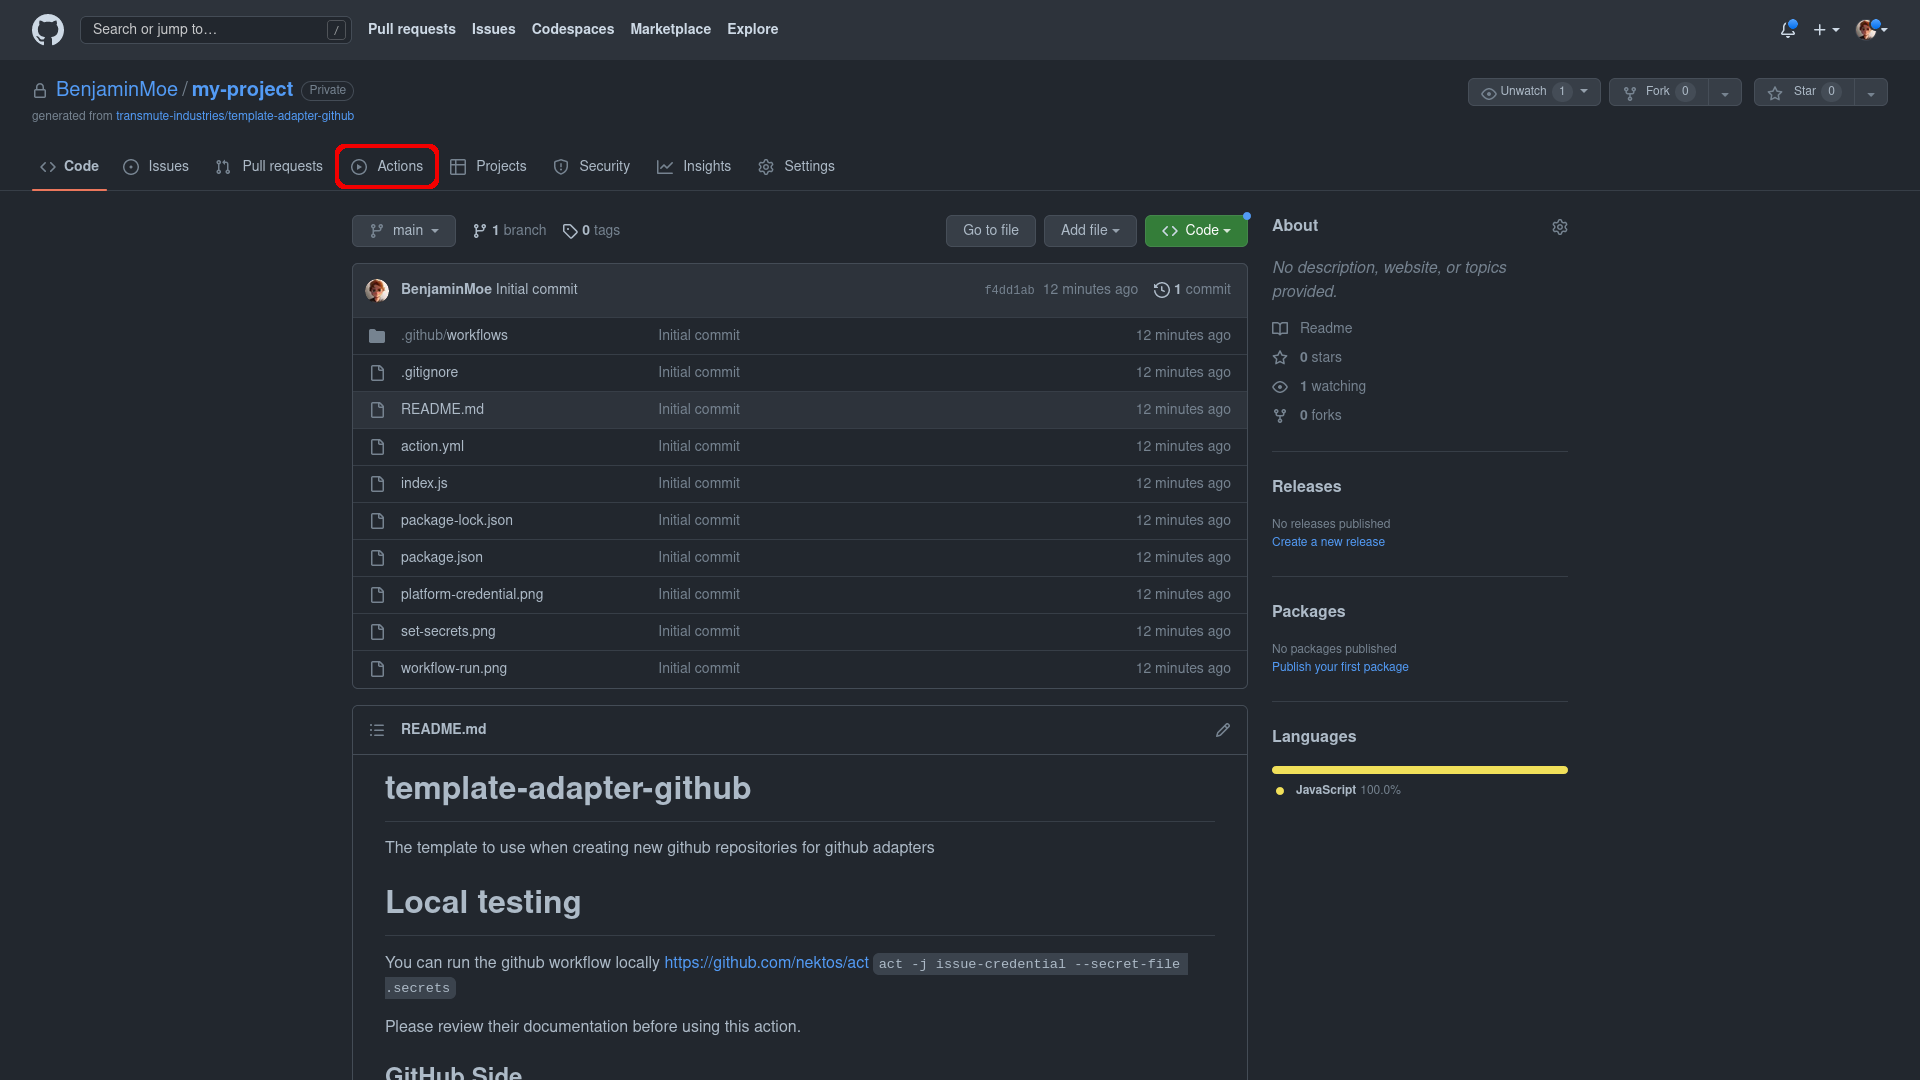 Search or jump to… /
Pull requests Issues Codespaces Marketplace Explore
BenjaminMoe / my-project Private
generated from transmute-industries/template-adapter-github
Unwatch 1 Fork 0 Star 0
Code Issues Pull requests Actions Projects Security Insights Settings
main 1 branch 0 tags Go to file Add file Code
BenjaminMoe Initial commit f4dd1ab 12 minutes ago 1 commit
.github/workflows Initial commit 12 minutes ago
.gitignore Initial commit 12 minutes ago
README.md Initial commit 12 minutes ago
action.yml Initial commit 12 minutes ago
index.js Initial commit 12 minutes ago
package-lock.json Initial commit 12 minutes ago
package.json Initial commit 12 minutes ago
platform-credential.png Initial commit 12 minutes ago
set-secrets.png Initial commit 12 minutes ago
workflow-run.png Initial commit 12 minutes ago
README.md
template-adapter-github
The template to use when creating new github repositories for github adapters
Local testing
You can run the github workflow locally https://github.com/nektos/act act -j issue-credential --secret-file
.secrets
Please review their documentation before using this action.
GitHub Side
About
No description, website, or topics
provided.
Readme
0 stars
1 watching
0 forks
Releases
No releases published
Create a new release
Packages
No packages published
Publish your first package
Languages
JavaScript 100.0%